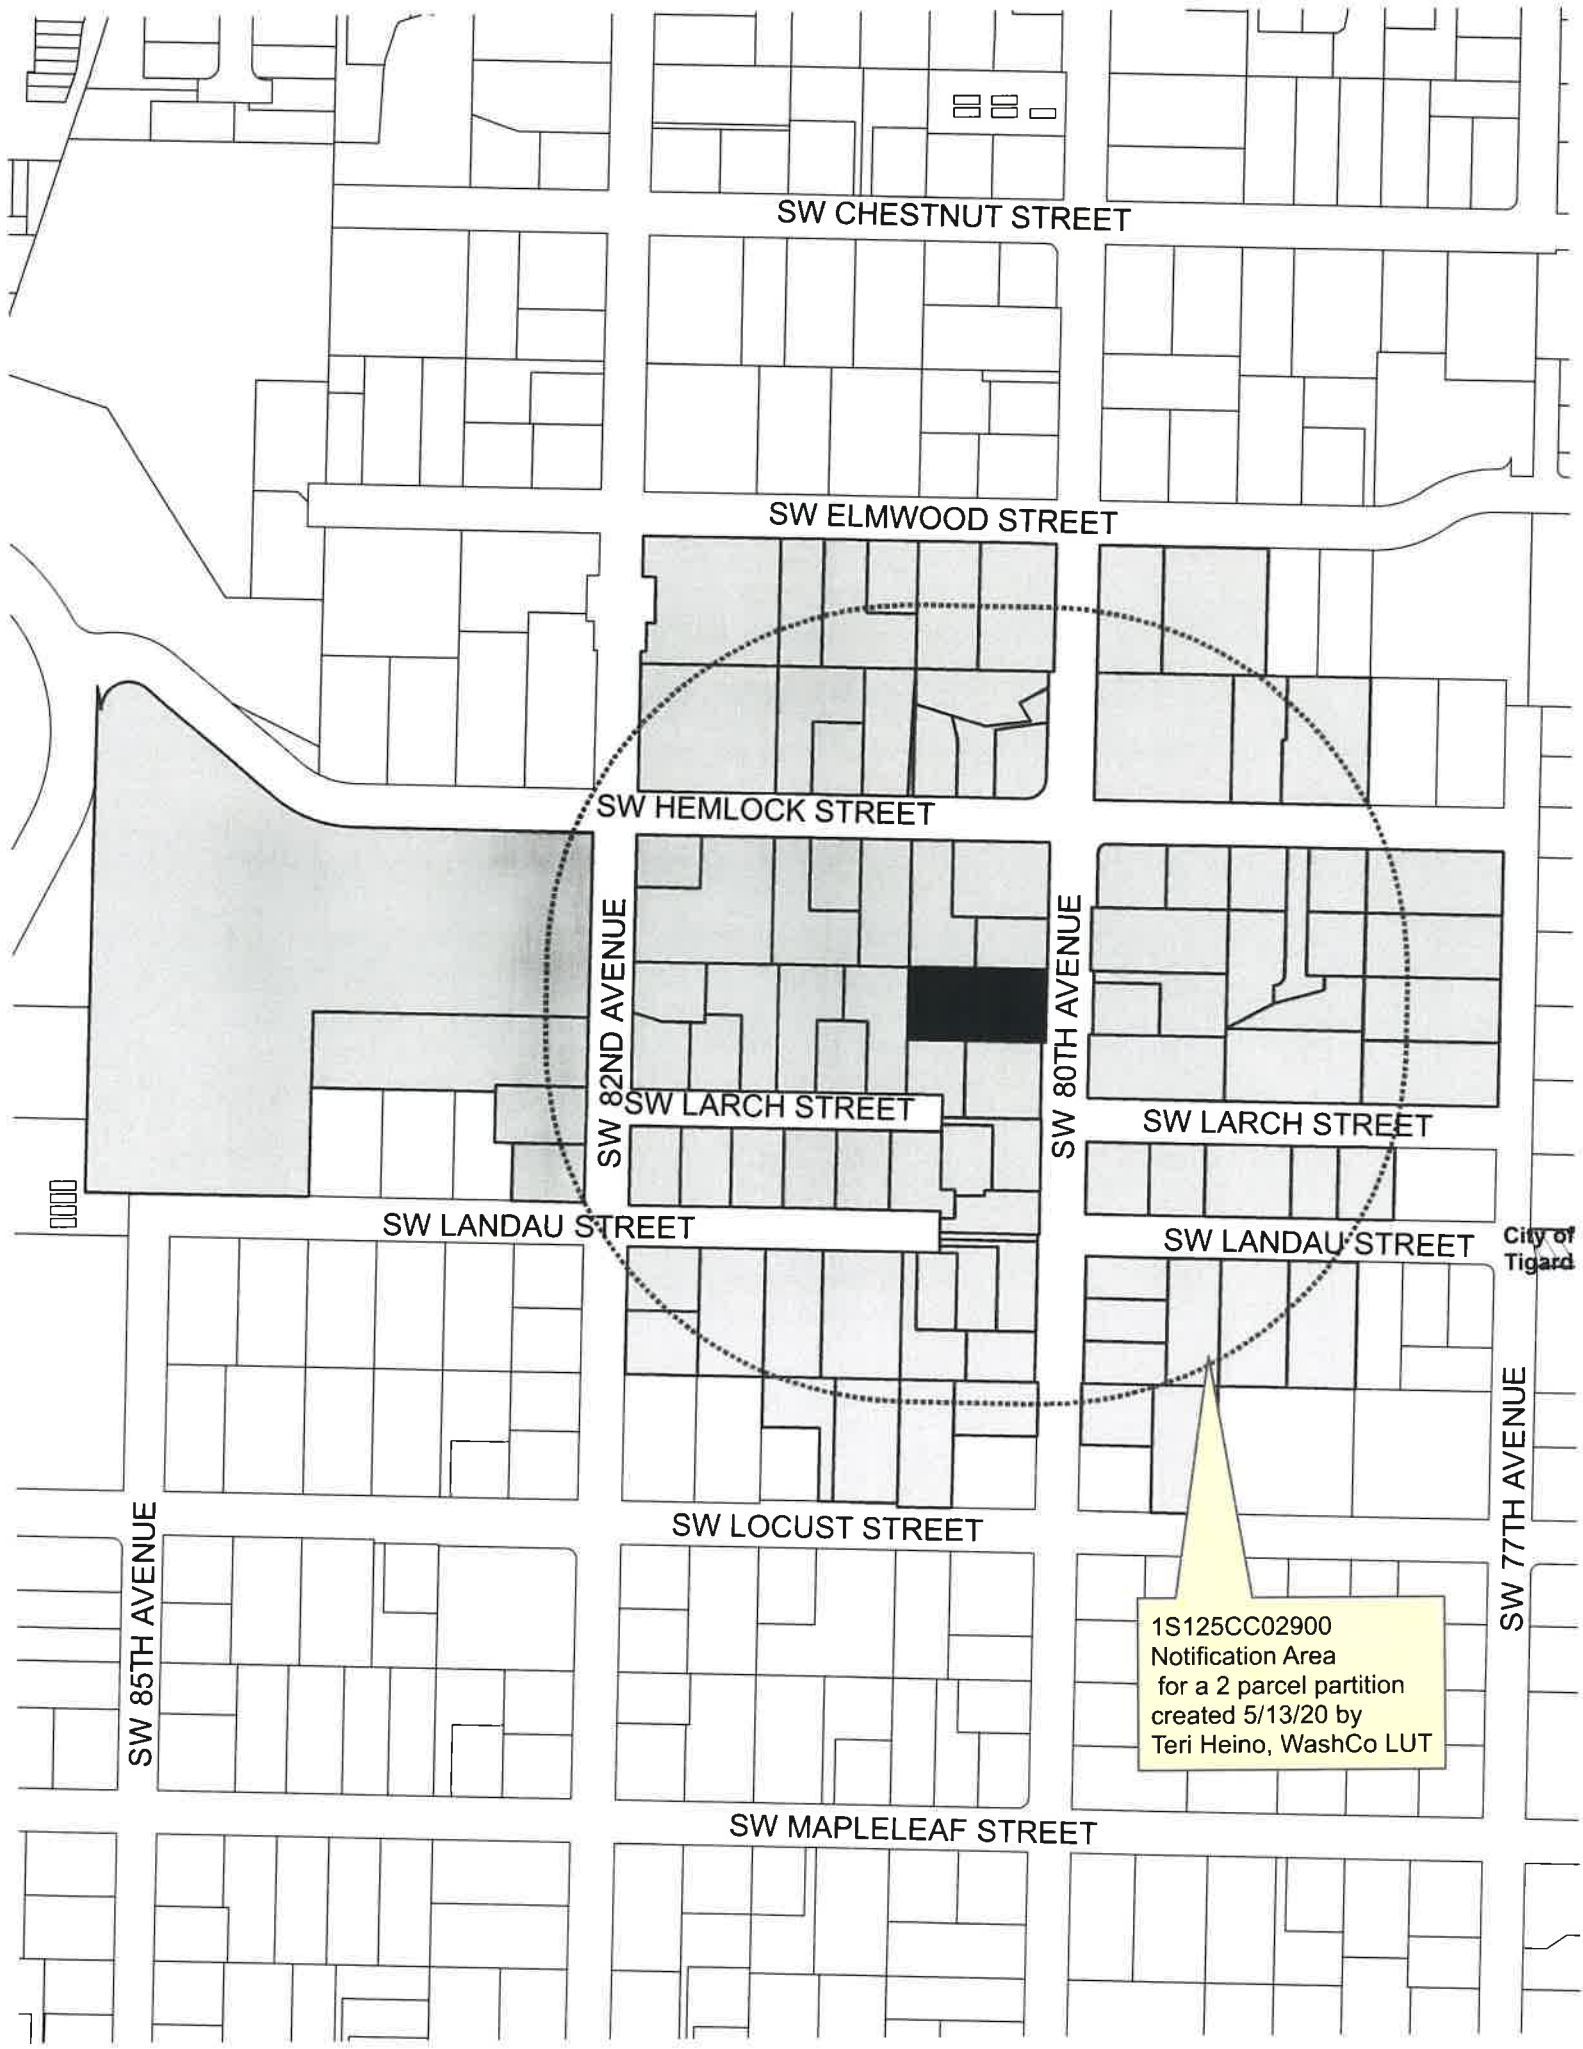 SW CHESTNUT STREET
SW ELMWOOD STREET
SW HEMLOCK STREET
SW 82ND AVENUE
SW 80TH AVENUE
SW LARCH STREET
SW LARCH STREET
SW LANDAU STREET
SW LANDAU STREET
City of
Tigard
SW 77TH AVENUE
SW 85TH AVENUE
SW LOCUST STREET
1S125CC02900
Notification Area
for a 2 parcel partition
created 5/13/20 by
Teri Heino, WashCo LUT
SW MAPLELEAF STREET